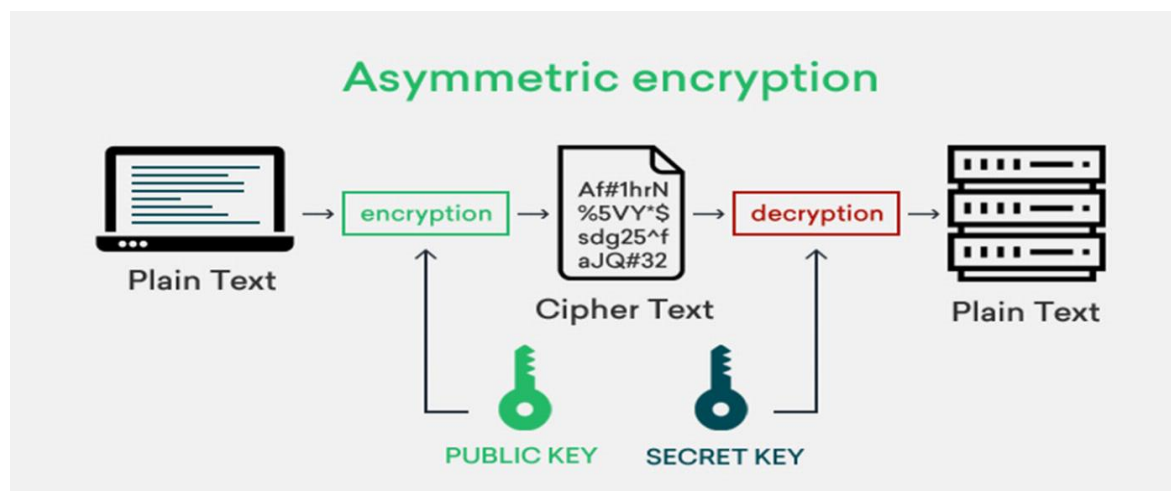 Asymmetric encryption
Plain Text
encryption
Af#1hrN
%5VY*$
sdg25^f
aJQ#32
Cipher Text
decryption
Plain Text
PUBLIC KEY
SECRET KEY